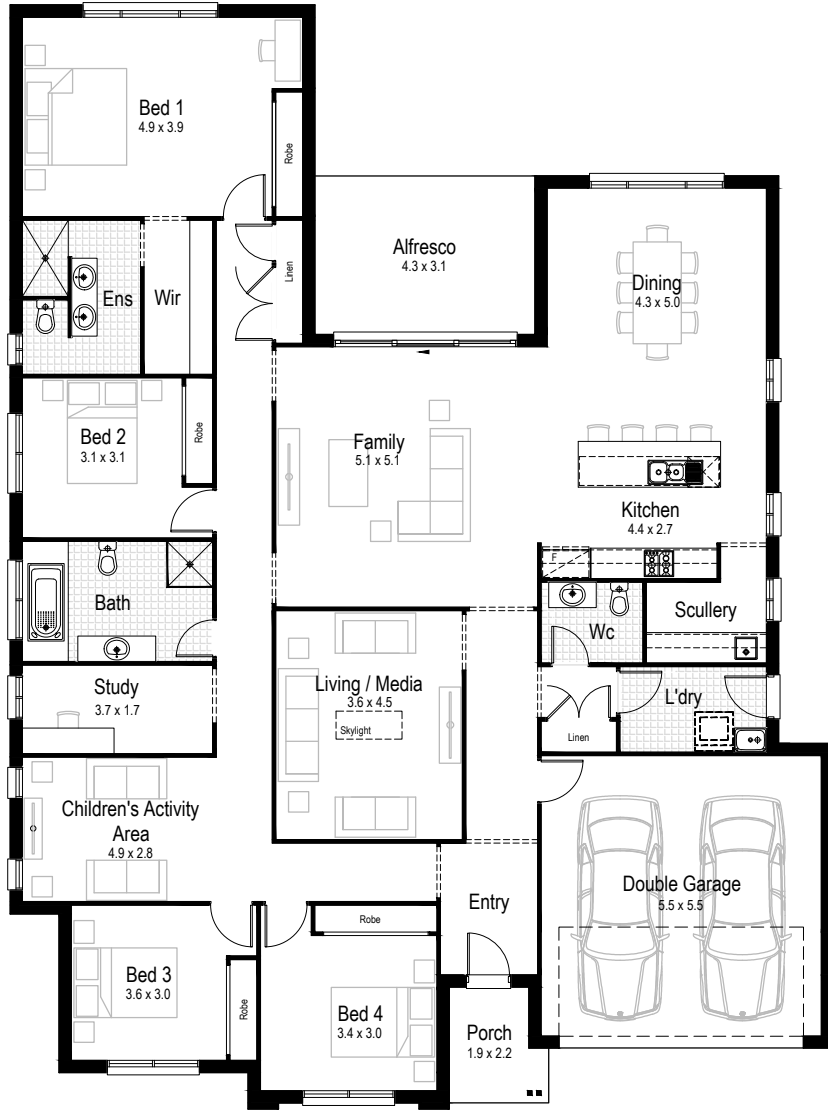 Bed 1
4.9 x 3.9
Robe
Alfresco
4.3 x 3.1
Linen
Ens
Wir
Dining
4.3 x 5.0
Bed 2
3.1 x 3.1
Robe
Family
5.1 x 5.1
Kitchen
4.4 x 2.7
F
Bath
Wc
Scullery
Study
3.7 x 1.7
Living / Media
3.6 x 4.5
Skylight
L'dry
Linen
Children's Activity
Area
4.9 x 2.8
Double Garage
5.5 x 5.5
Entry
Robe
Bed 3
3.6 x 3.0
Robe
Bed 4
3.4 x 3.0
Porch
1.9 x 2.2